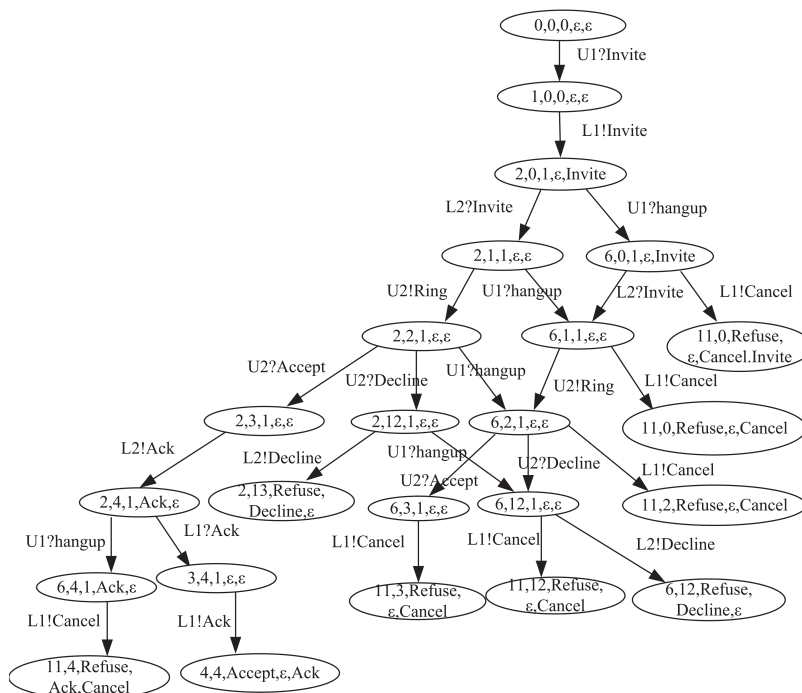 0,0,0,ε,ε
U1?Invite
1,0,0,ε,ε
L1!Invite
2,0,1,ε,Invite
L2?Invite
U1?hangup
2,1,1,ε,ε
6,0,1,ε,Invite
U2!Ring
U1?hangup
L2?Invite
L1!Cancel
2,2,1,ε,ε
6,1,1,ε,ε
11,0,Refuse,
ε,Cancel.Invite
U2?Accept
U2?Decline
U1?hangup
U2!Ring
L1!Cancel
2,3,1,ε,ε
2,12,1,ε,ε
6,2,1,ε,ε
11,0,Refuse,ε,Cancel
L2!Ack
L2!Decline
U1?hangup
U2?Accept
U2?Decline
L1!Cancel
2,4,1,Ack,ε
2,13,Refuse,
Decline,ε
6,3,1,ε,ε
6,12,1,ε,ε
11,2,Refuse,ε,Cancel
U1?hangup
L1?Ack
L1!Cancel
L1!Cancel
L2!Decline
6,4,1,Ack,ε
3,4,1,ε,ε
11,3,Refuse,
ε,Cancel
11,12,Refuse,
ε,Cancel
6,12,Refuse,
Decline,ε
L1!Cancel
L1!Ack
11,4,Refuse,
Ack,Cancel
4,4,Accept,ε,Ack